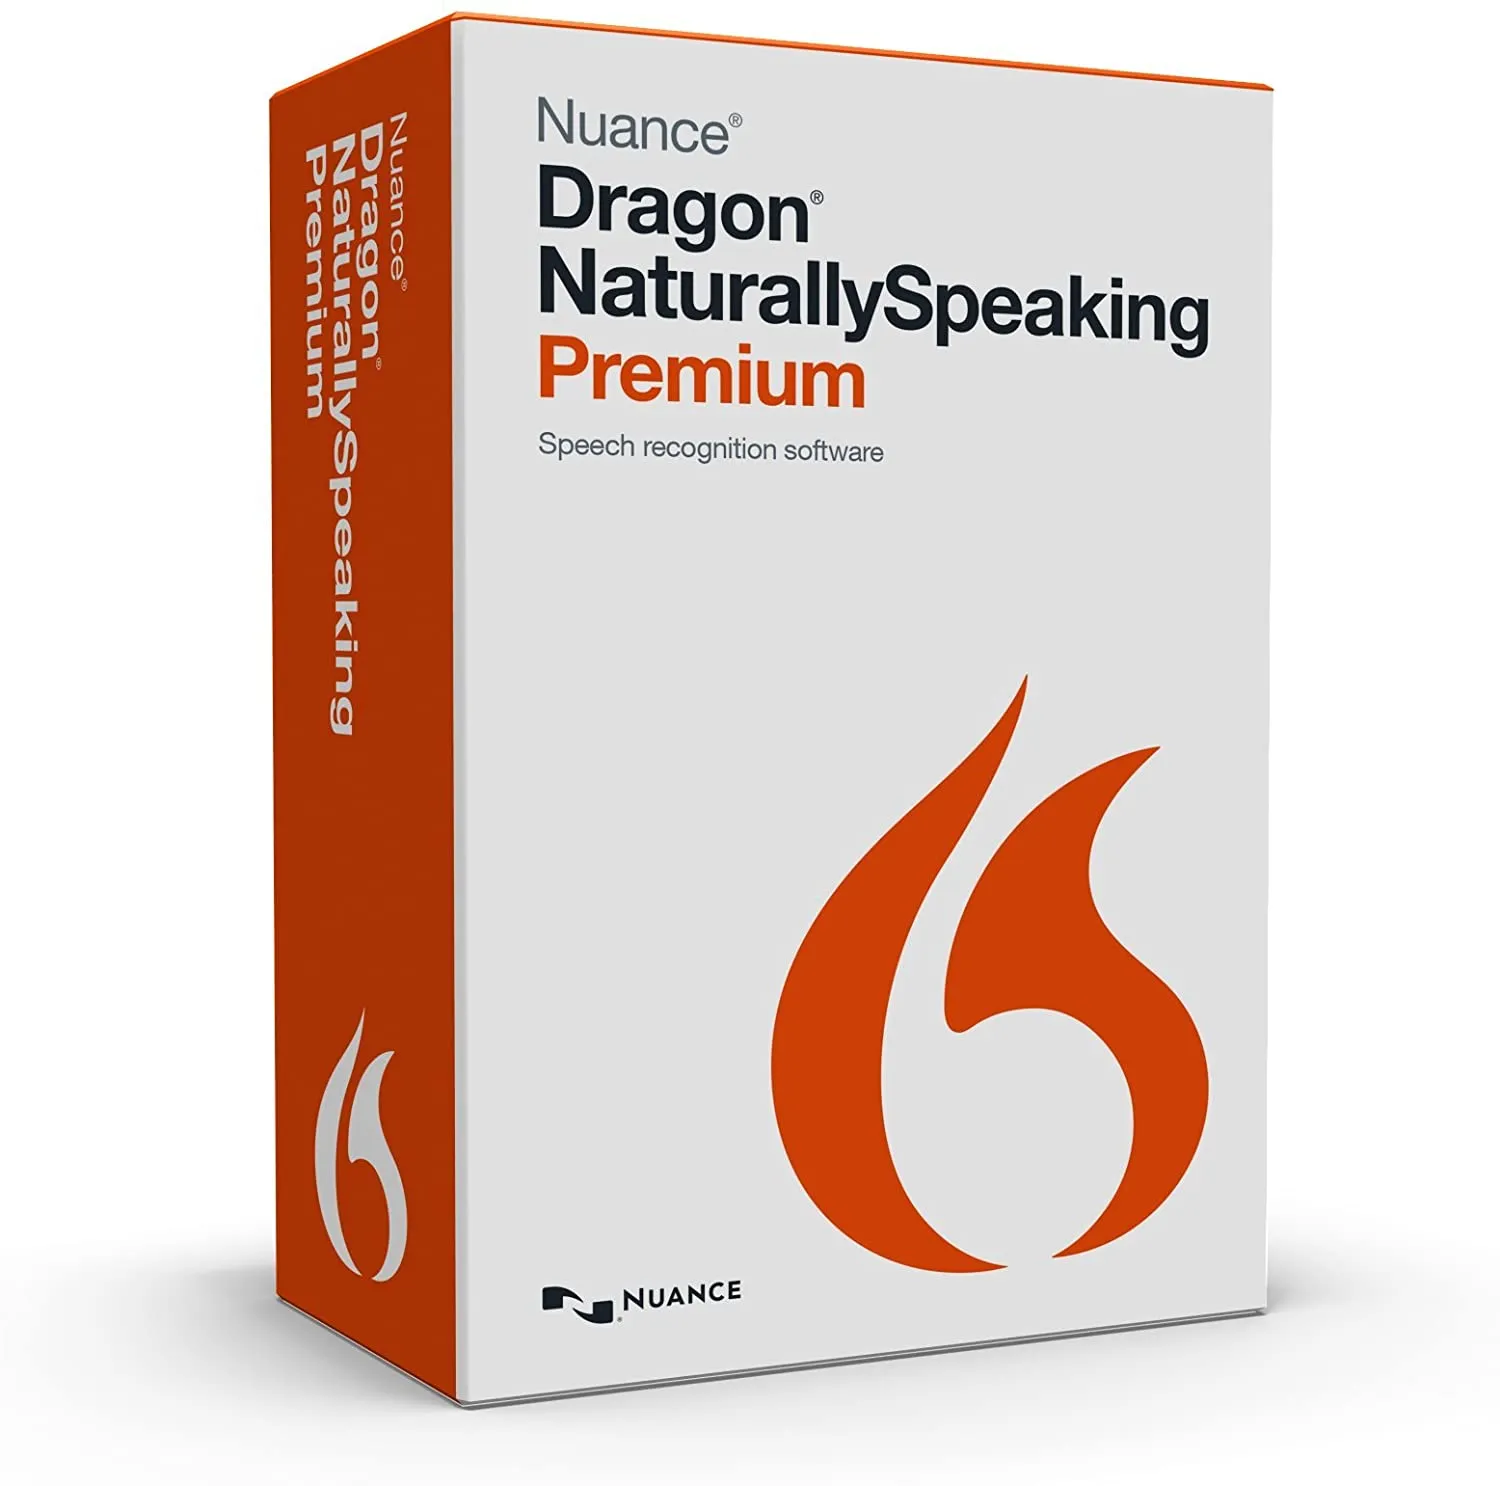 Nuance®
Dragon®
NaturallySpeaking
Premium
Speech recognition software
NUANCE®
Nuance®
Dragon®
NaturallySpeaking
Premium